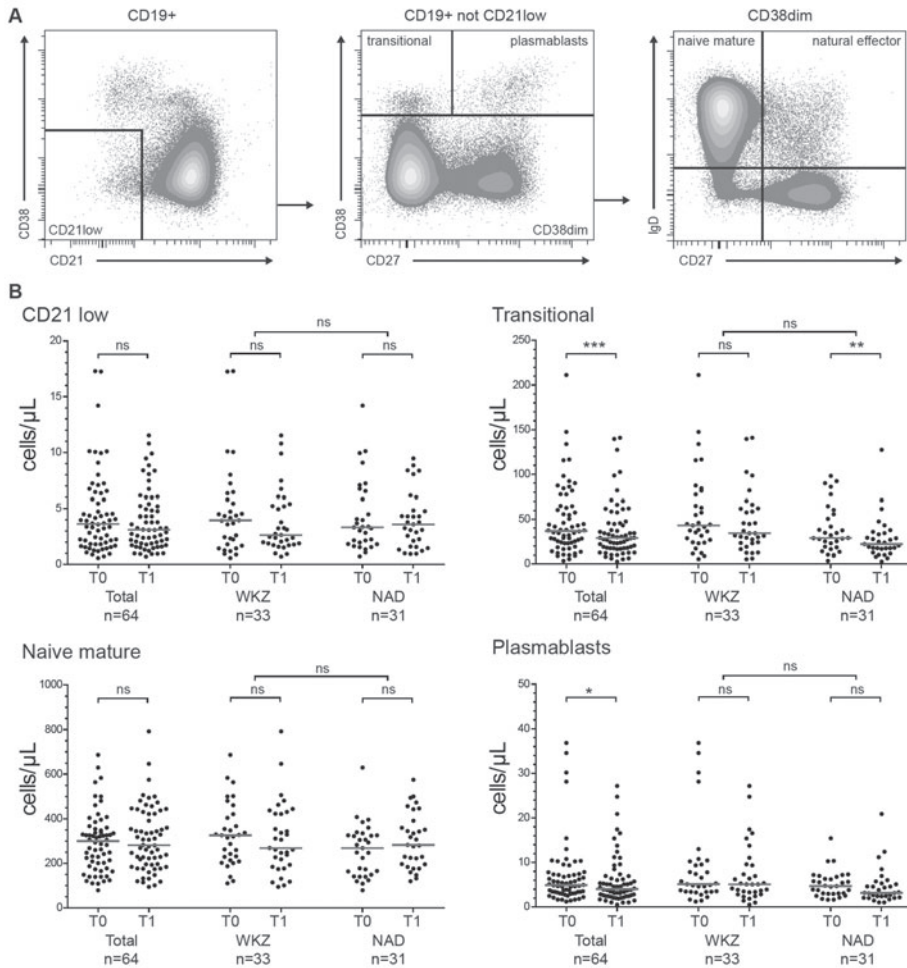 A
CD19+
CD19+ not CD21low
CD38dim
CD38
CD21low
CD21
transitional
plasmablasts
CD38
CD38dim
CD27
naive mature
natural effector
IgD
CD27
B
CD21 low
ns
ns ns ns
cells/µL
20
15
10
5
0
T0 T1 T0 T1 T0 T1
Total WKZ NAD
n=64 n=33 n=31
Transitional
ns
*** ns **
cells/µL
250
200
150
100
50
0
T0 T1 T0 T1 T0 T1
Total WKZ NAD
n=64 n=33 n=31
Naive mature
ns
ns ns ns
cells/µL
1000
800
600
400
200
0
T0 T1 T0 T1 T0 T1
Total WKZ NAD
n=64 n=33 n=31
Plasmablasts
ns
* ns ns
cells/µL
50
40
30
20
10
0
T0 T1 T0 T1 T0 T1
Total WKZ NAD
n=64 n=33 n=31